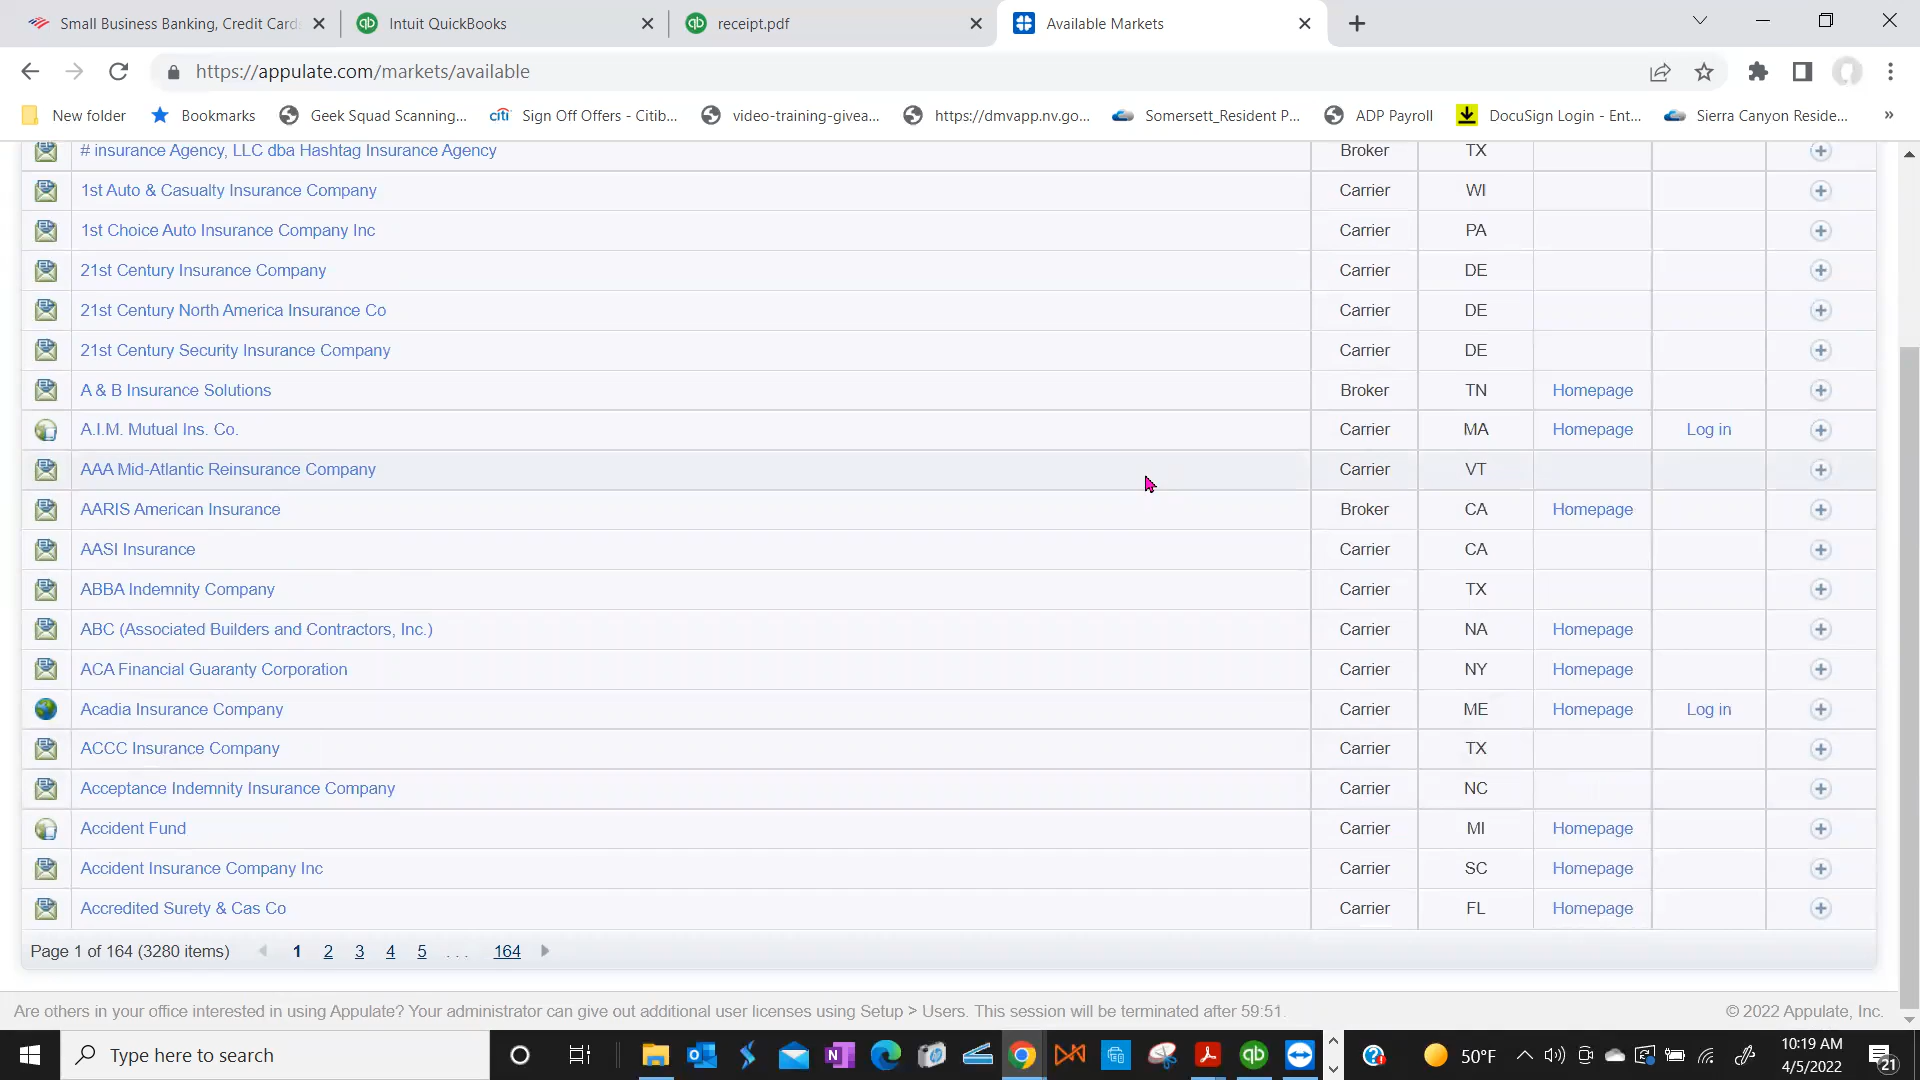 Small Business Banking, Credit Card
Intuit QuickBooks
receipt.pdf
Available Markets
https://appulate.com/markets/available
New folder
Bookmarks
Geek Squad Scanning...
citi Sign Off Offers - Citib...
video-training-givea...
https://dmvapp.nv.go...
Somersett_Resident P...
ADP Payroll
DocuSign Login - Ent...
Sierra Canyon Reside...
»
# insurance Agency, LLC dba Hashtag Insurance Agency Broker TX
1st Auto & Casualty Insurance Company Carrier WI
1st Choice Auto Insurance Company Inc Carrier PA
21st Century Insurance Company Carrier DE
21st Century North America Insurance Co Carrier DE
21st Century Security Insurance Company Carrier DE
A & B Insurance Solutions Broker TN Homepage
A.I.M. Mutual Ins. Co. Carrier MA Homepage Log in
AAA Mid-Atlantic Reinsurance Company Carrier VT
AARIS American Insurance Broker CA Homepage
AASI Insurance Carrier CA
ABBA Indemnity Company Carrier TX
ABC (Associated Builders and Contractors, Inc.) Carrier NA Homepage
ACA Financial Guaranty Corporation Carrier NY Homepage
Acadia Insurance Company Carrier ME Homepage Log in
ACCC Insurance Company Carrier TX
Acceptance Indemnity Insurance Company Carrier NC
Accident Fund Carrier MI Homepage
Accident Insurance Company Inc Carrier SC Homepage
Accredited Surety & Cas Co Carrier FL Homepage
Page 1 of 164 (3280 items) 1 2 3 4 5 .... 164
Are others in your office interested in using Appulate? Your administrator can give out additional user licenses using Setup > Users. This session will be terminated after 59:51.
© 2022 Appulate, Inc.
Type here to search
50°F
10:19 AM
4/5/2022
21